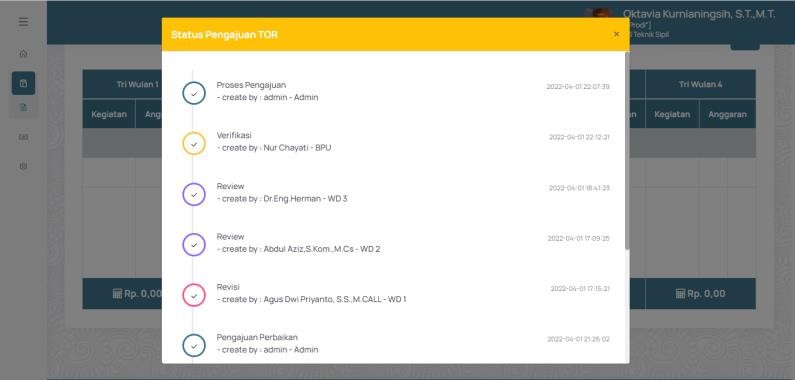 Oktavia Kurnianingsih, S.T.,M.T.
Prodi"]
Teknik Sipil
Status Pengajuan TOR
×
Proses Pengajuan
2022-04-01 22:07:39
- create by : admin - Admin
Verifikasi
2022-04-01 22:12:21
- create by : Nur Chayati - BPU
Review
2022-04-01 18:41:23
- create by : Dr.Eng.Herman - WD 3
Review
2022-04-01 17:09:25
- create by : Abdul Aziz,S.Kom.,M.Cs - WD 2
Revisi
2022-04-01 17:15:21
- create by : Agus Dwi Priyanto, S.S.,M.CALL - WD 1
Pengajuan Perbaikan
2022-04-01 21:26:02
- create by : admin - Admin
Tri Wulan 1
Tri Wulan 4
Kegiatan Ang
an Kegiatan Anggaran
Rp. 0,00
Rp. 0,00